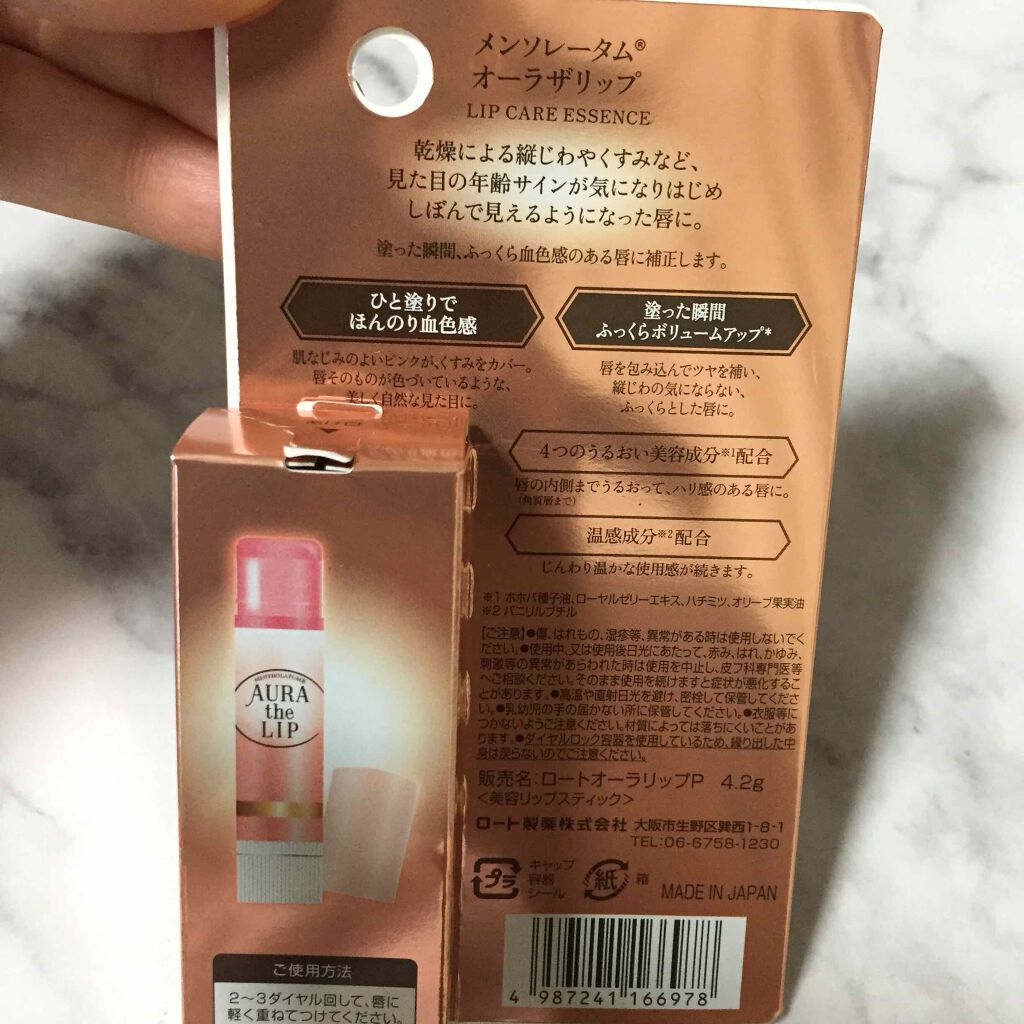 メンソレータム®
オーラザリップ
LIP CARE ESSENCE
乾燥による縦じわやくすみなど、
見た目の年齢サインが気になりはじめ
しぼんで見えるようになった唇に。
塗った瞬間、ふっくら血色感のある唇に補正します。
ひと塗りで
ほんのり血色感
肌なじみのよいピンクが、くすみをカバー。
唇そのものが色づいているような、
美しく自然な見た目に。
塗った瞬間
ふっくらボリュームアップ*
唇を包み込んでツヤを補い、
縦じわの気にならない、
ふっくらとした唇に。
4つのうるおい美容成分※1配合
唇の内側までうるおって、ハリ感のある唇に。
(角質層まで)
温感成分※2配合
じんわり温かな使用感が続きます。
※1 ホホバ種子油、ローヤルゼリーエキス、ハチミツ、オリーブ果実油
※2 バニリルブチル
【ご注意】●傷、はれもの、湿疹等、異常がある時は使用しないでく
ださい。●使用中、又は使用後日光にあたって、赤み、はれ、かゆみ、
刺激等の異常があらわれた時は使用を中止し、皮フ科専門医等
へご相談ください。そのまま使用を続けますと症状が悪化するこ
とがあります。●高温や直射日光を避け、密栓して保管してくださ
い。●乳幼児の手の届かない所に保管してください。●衣服等に
つかないようご注意ください。材質によっては落ちにくいことがあ
ります。●ダイヤルロック容器を使用しているため、繰り出した中
身は戻らないのでご注意ください。
販売名:ロートオーラリップP 4.2g
<美容リップスティック>
ロート製薬株式会社 大阪市生野区巽西1-8-1
TEL:06-6758-1230
プラ
キャップ
容器
シール
紙
箱
MADE IN JAPAN
4 987241 166978
MENTHOLATUM
AURA
the
LIP
ご使用方法
2〜3ダイヤル回して、唇に
軽く重ねてつけてください。